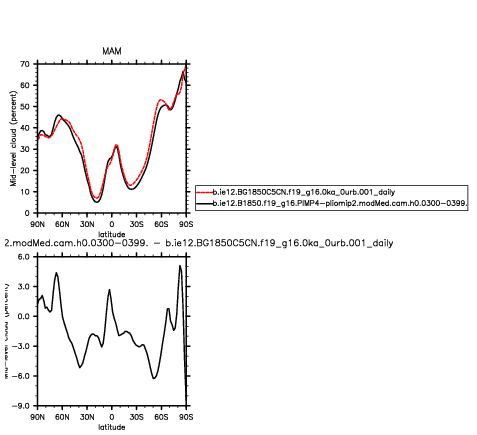 MAM
70
60
50
40
30
20
10
0
Mid-level cloud (percent)
90N 60N 30N 0 30S 60S 90S
latitude
b.ie12.BG1850C5CN.f19_g16.0ka_0urb.001_daily
b.ie12.B1850.f19_g16.PIMP4-pliomip2.modMed.cam.h0.0300-0399.
2.modMed.cam.h0.0300-0399. - b.ie12.BG1850C5CN.f19_g16.0ka_0urb.001_daily
6.0
3.0
0.0
-3.0
-6.0
-9.0
cloud
90N 60N 30N 0 30S 60S 90S
latitude